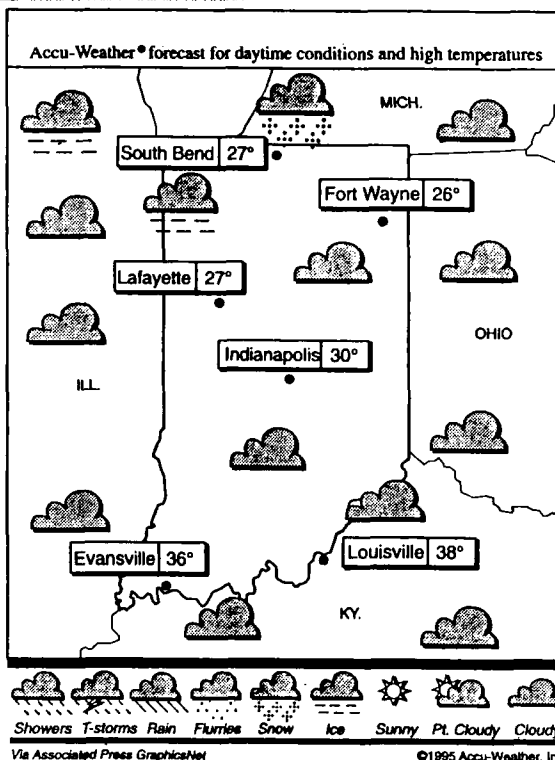 Accu-Weather® forecast for daytime conditions and high temperatures
MICH.
South Bend 27°
Fort Wayne 26°
Lafayette 27°
OHIO
Indianapolis 30°
ILL.
Evansville 36°
Louisville 38°
KY.
Showers T-storms Rain Flurries Snow Ice Sunny Pt. Cloudy Cloudy
Via Associated Press GraphicsNet ©1995 Accu-Weather, In